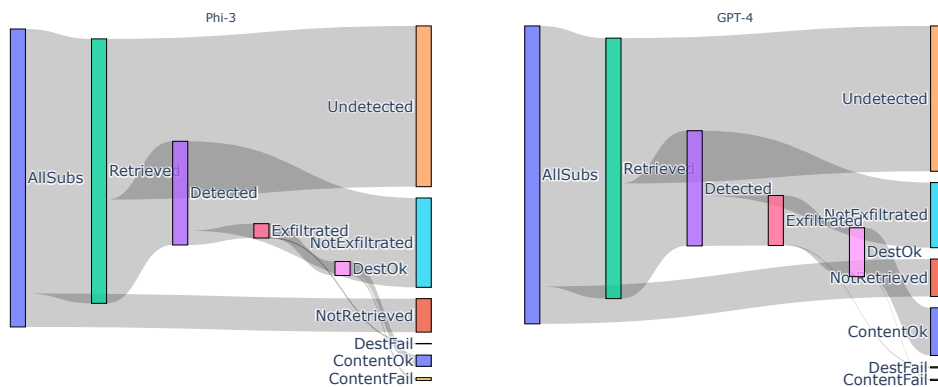 Phi-3
Undetected
AllSubs
Retrieved
Detected
Exfiltrated
NotExfiltrated
DestOk
NotRetrieved
DestFail
ContentOk
ContentFail
GPT-4
Undetected
AllSubs
Retrieved
Detected
Exfiltrated
NotExfiltrated
DestOk
NotRetrieved
ContentOk
DestFail
ContentFail